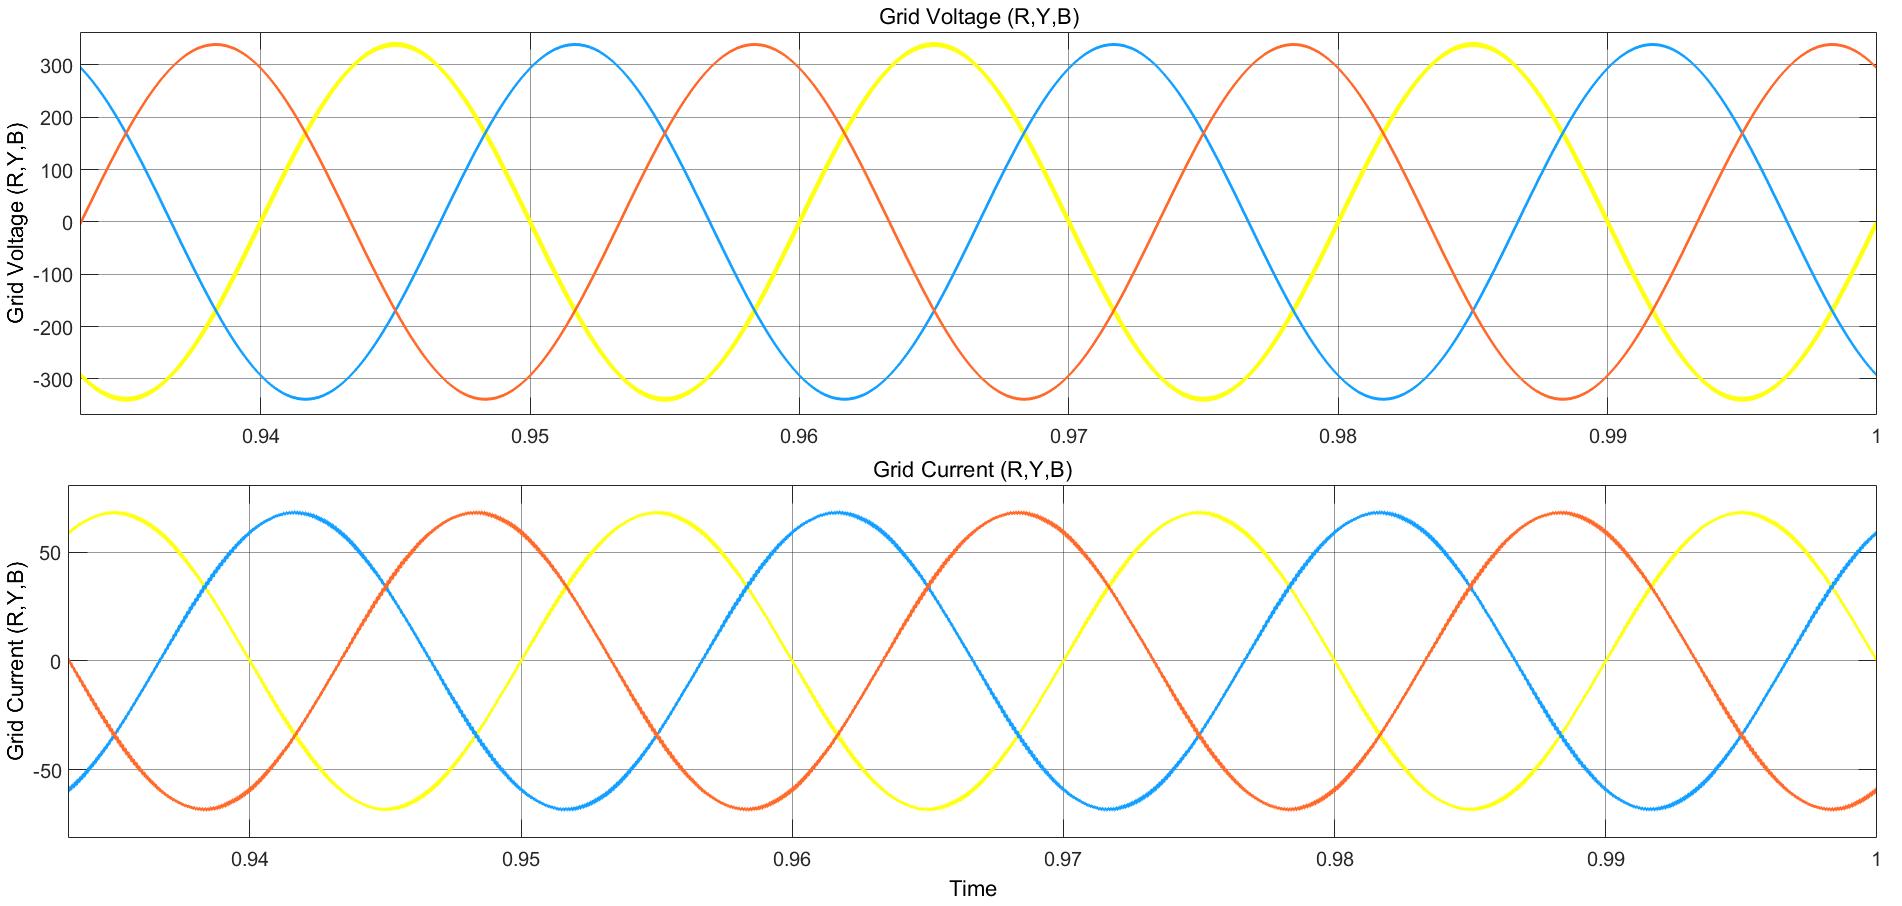 Grid Voltage (R,Y,B)
Grid Voltage (R,Y,B)
300
200
100
0
-100
-200
-300
0.94 0.95 0.96 0.97 0.98 0.99 1
Grid Current (R,Y,B)
Grid Current (R,Y,B)
50
0
-50
0.94 0.95 0.96 0.97 0.98 0.99 1
Time